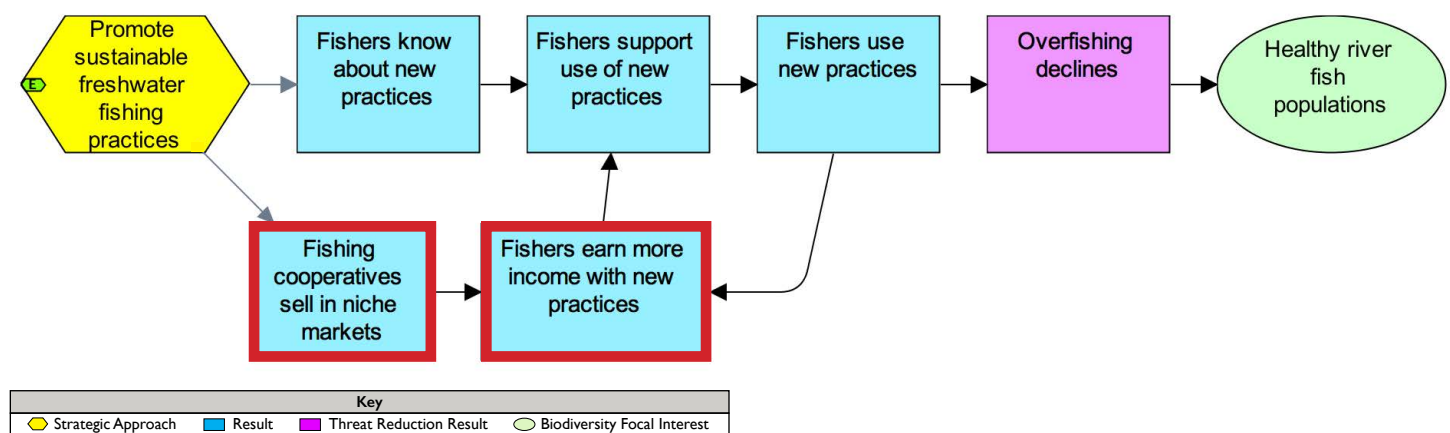 Promote
sustainable
freshwater
fishing
practices
E
Fishers know
about new
practices
Fishers support
use of new
practices
Fishers use
new practices
Overfishing
declines
Healthy river
fish
populations
Fishing
cooperatives
sell in niche
markets
Fishers earn more
income with new
practices
Key
Strategic Approach
Result
Threat Reduction Result
Biodiversity Focal Interest